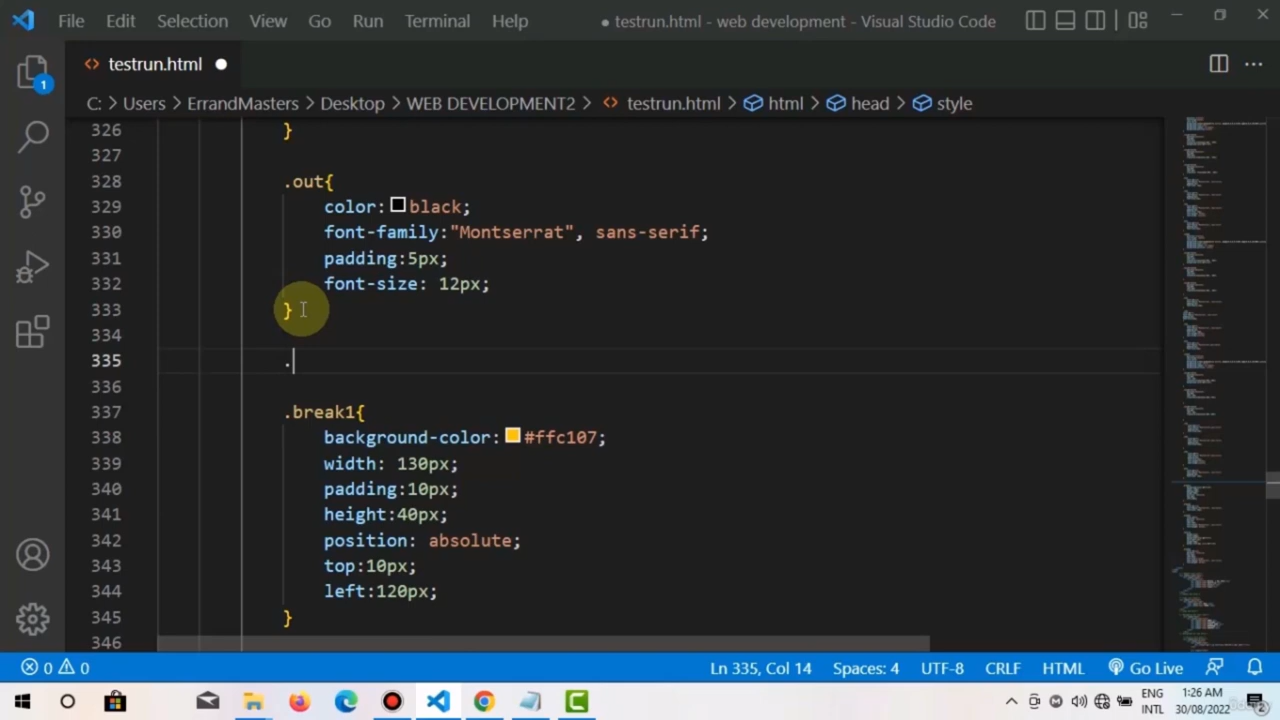 File Edit Selection View Go Run Terminal Help ● testrun.html - web development - Visual Studio Code
testrun.html
1
C: > Users > ErrandMasters > Desktop > WEB DEVELOPMENT2 > testrun.html > html > head > style
326 }
327
328 .out{
329 color: black;
330 font-family:"Montserrat", sans-serif;
331 padding:5px;
332 font-size: 12px;
333 }
334
335 .
336
337 .break1{
338 background-color: #ffc107;
339 width: 130px;
340 padding:10px;
341 height:40px;
342 position: absolute;
343 top:10px;
344 left:120px;
345 }
346
0 0 Ln 335, Col 14 Spaces: 4 UTF-8 CRLF HTML Go Live
ENG 1:26 AM
INTL 30/08/2022 2